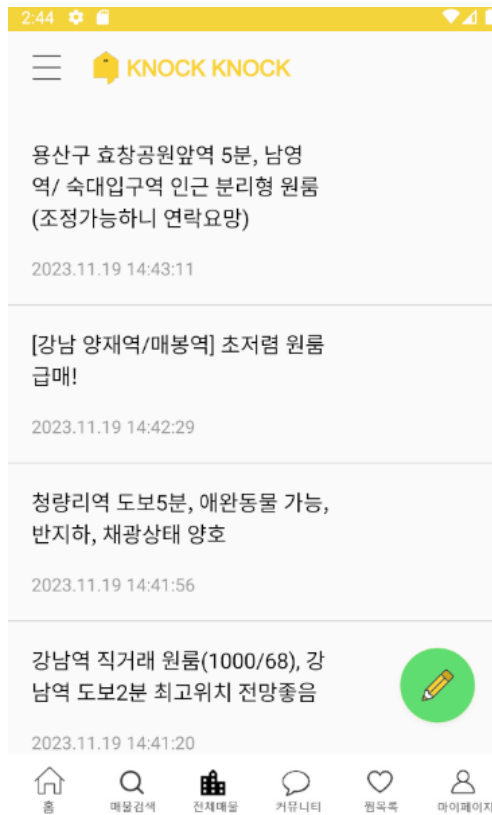 2:44
KNOCK KNOCK
용산구 효창공원앞역 5분, 남영
역/ 숙대입구역 인근 분리형 원룸
(조정가능하니 연락요망)
2023.11.19 14:43:11
[강남 양재역/매봉역] 초저렴 원룸
급매!
2023.11.19 14:42:29
청량리역 도보5분, 애완동물 가능,
반지하, 채광상태 양호
2023.11.19 14:41:56
강남역 직거래 원룸(1000/68), 강
남역 도보2분 최고위치 전망좋음
2023.11.19 14:41:20
홈 매물검색 전체매물 커뮤니티 찜목록 마이페이지